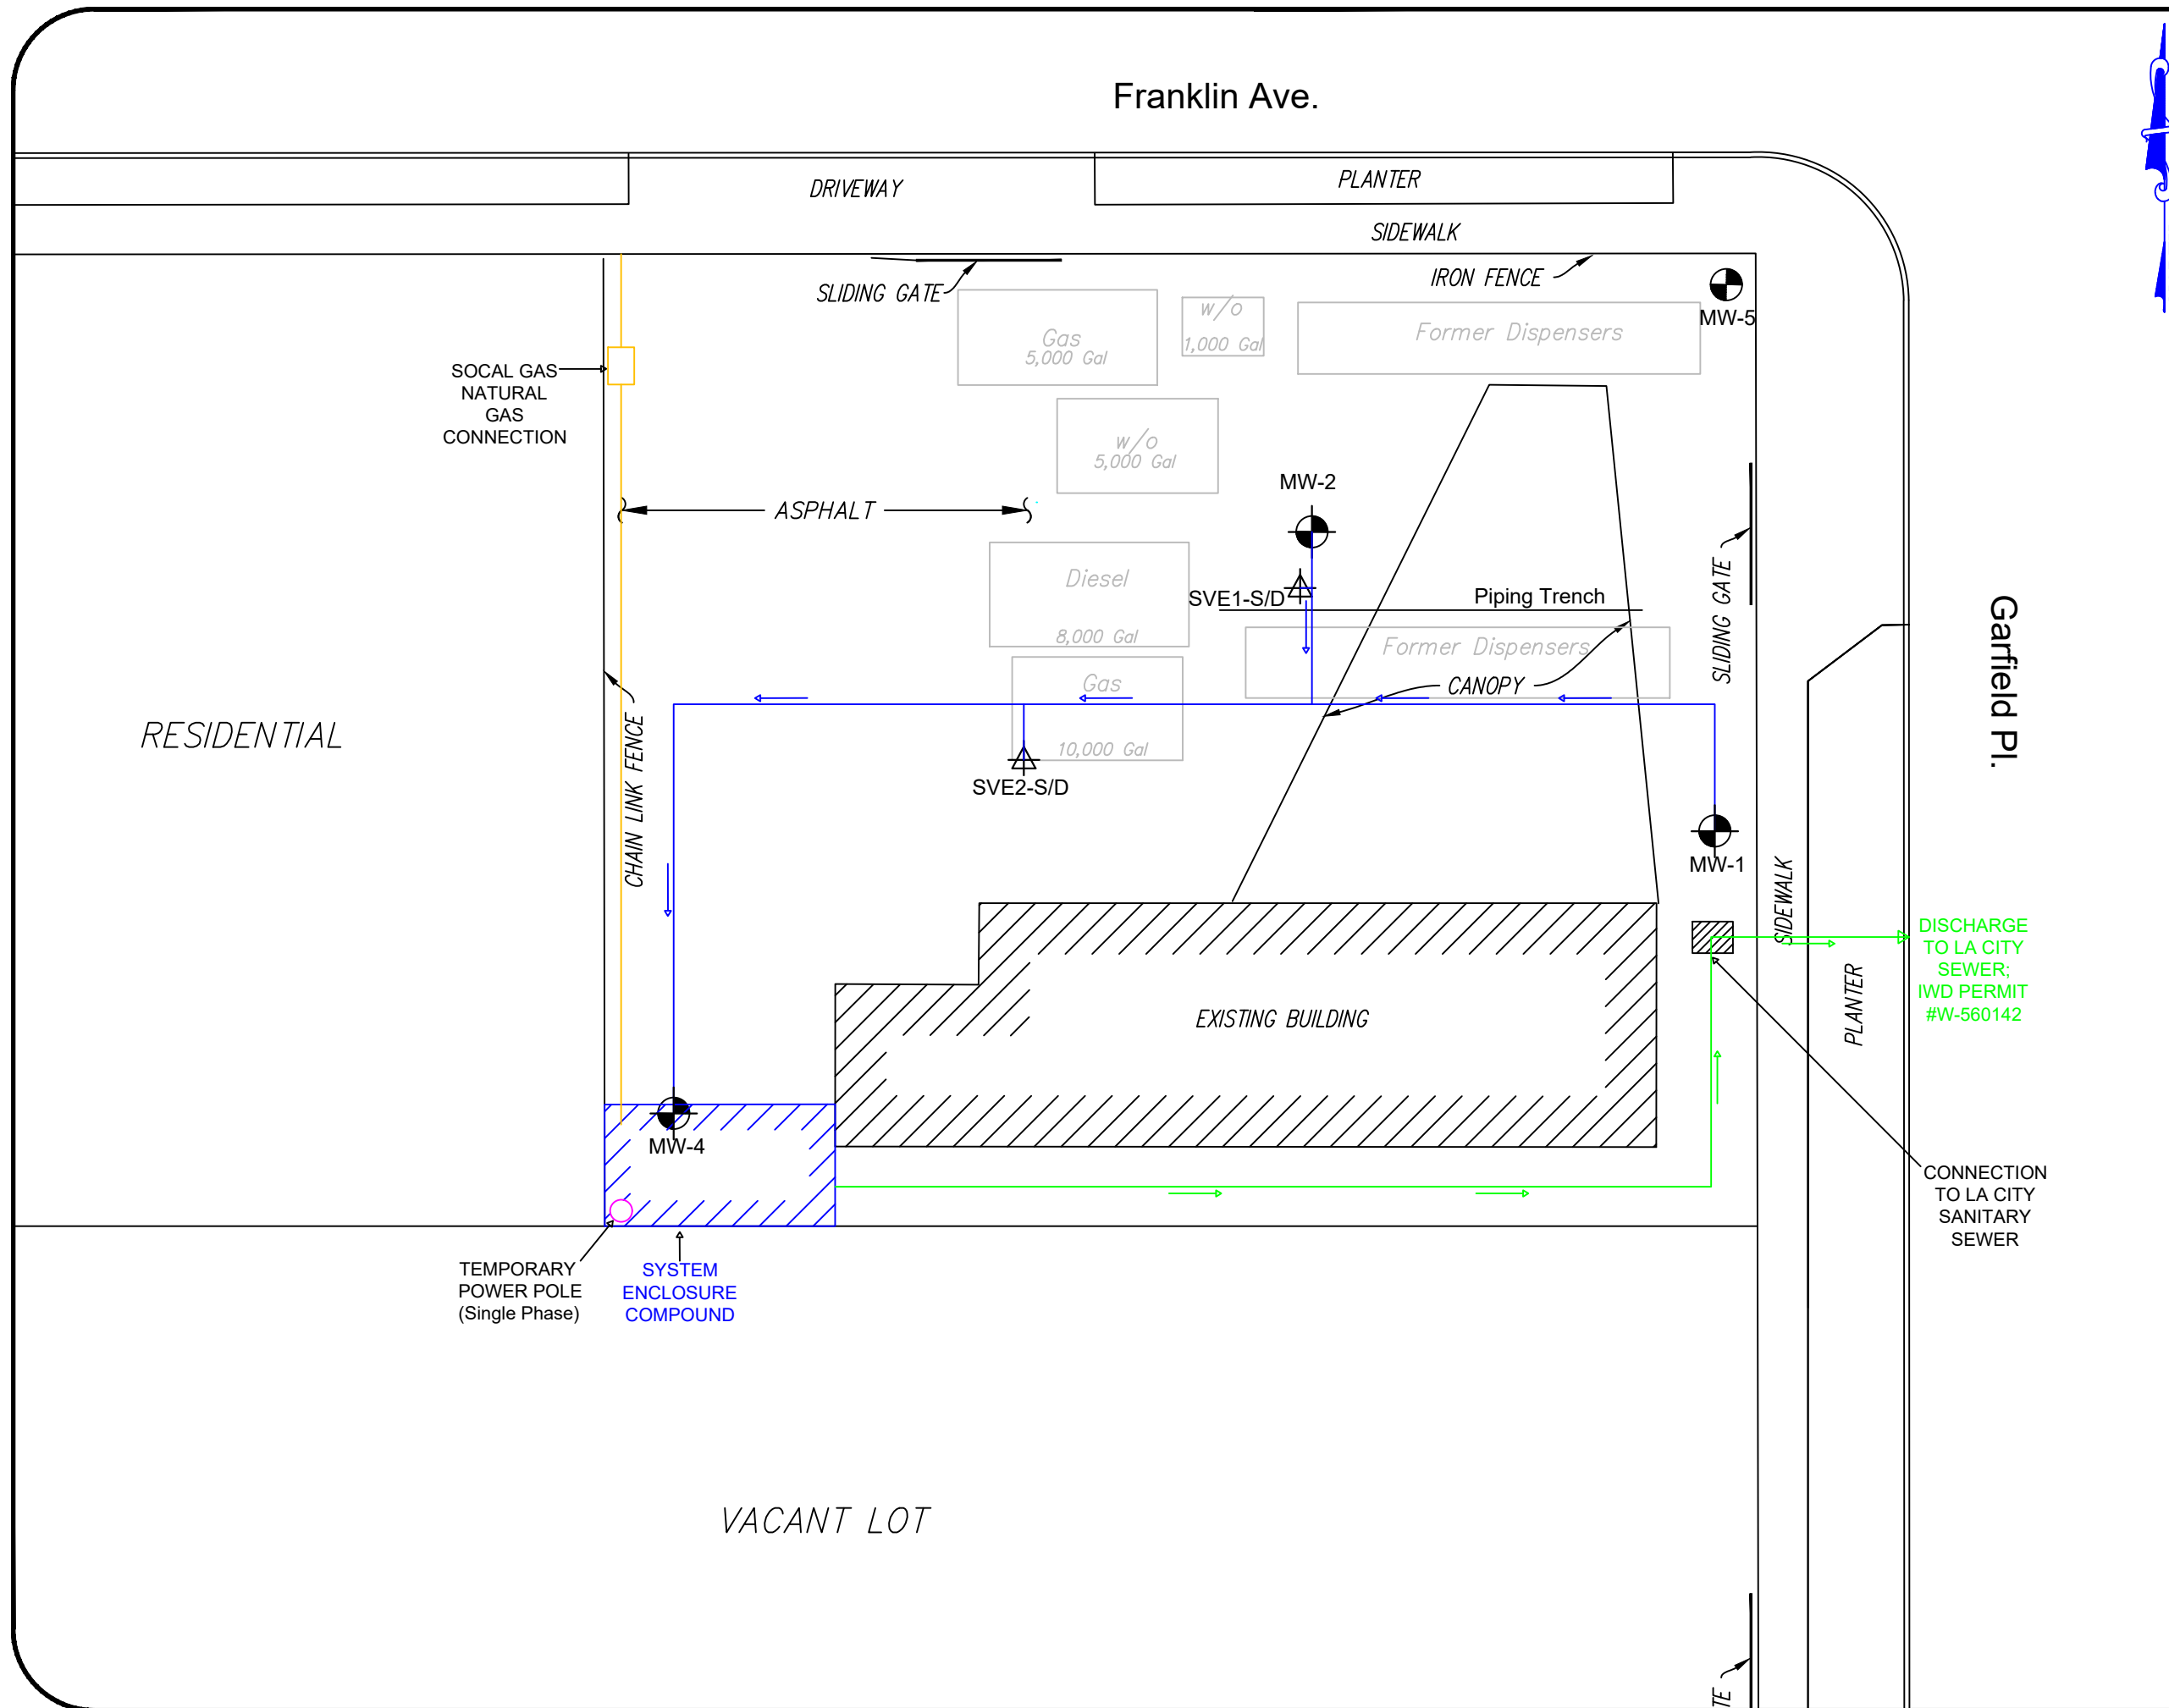 Franklin Ave.
DRIVEWAY
PLANTER
SIDEWALK
IRON FENCE
SLIDING GATE
MW-5
Gas
5,000 Gal
w/o
1,000 Gal
Former Dispensers
SOCAL GAS
NATURAL
GAS
CONNECTION
w/o
5,000 Gal
MW-2
ASPHALT
Diesel
8,000 Gal
SVE1-S/D
Piping Trench
SLIDING GATE
Garfield Pl.
Former Dispensers
CANOPY
Gas
10,000 Gal
RESIDENTIAL
CHAIN LINK FENCE
SVE2-S/D
MW-1
SIDEWALK
PLANTER
DISCHARGE
TO LA CITY
SEWER;
IWD PERMIT
#W-560142
EXISTING BUILDING
MW-4
CONNECTION
TO LA CITY
SANITARY
SEWER
TEMPORARY
POWER POLE
(Single Phase)
SYSTEM
ENCLOSURE
COMPOUND
VACANT LOT
TE